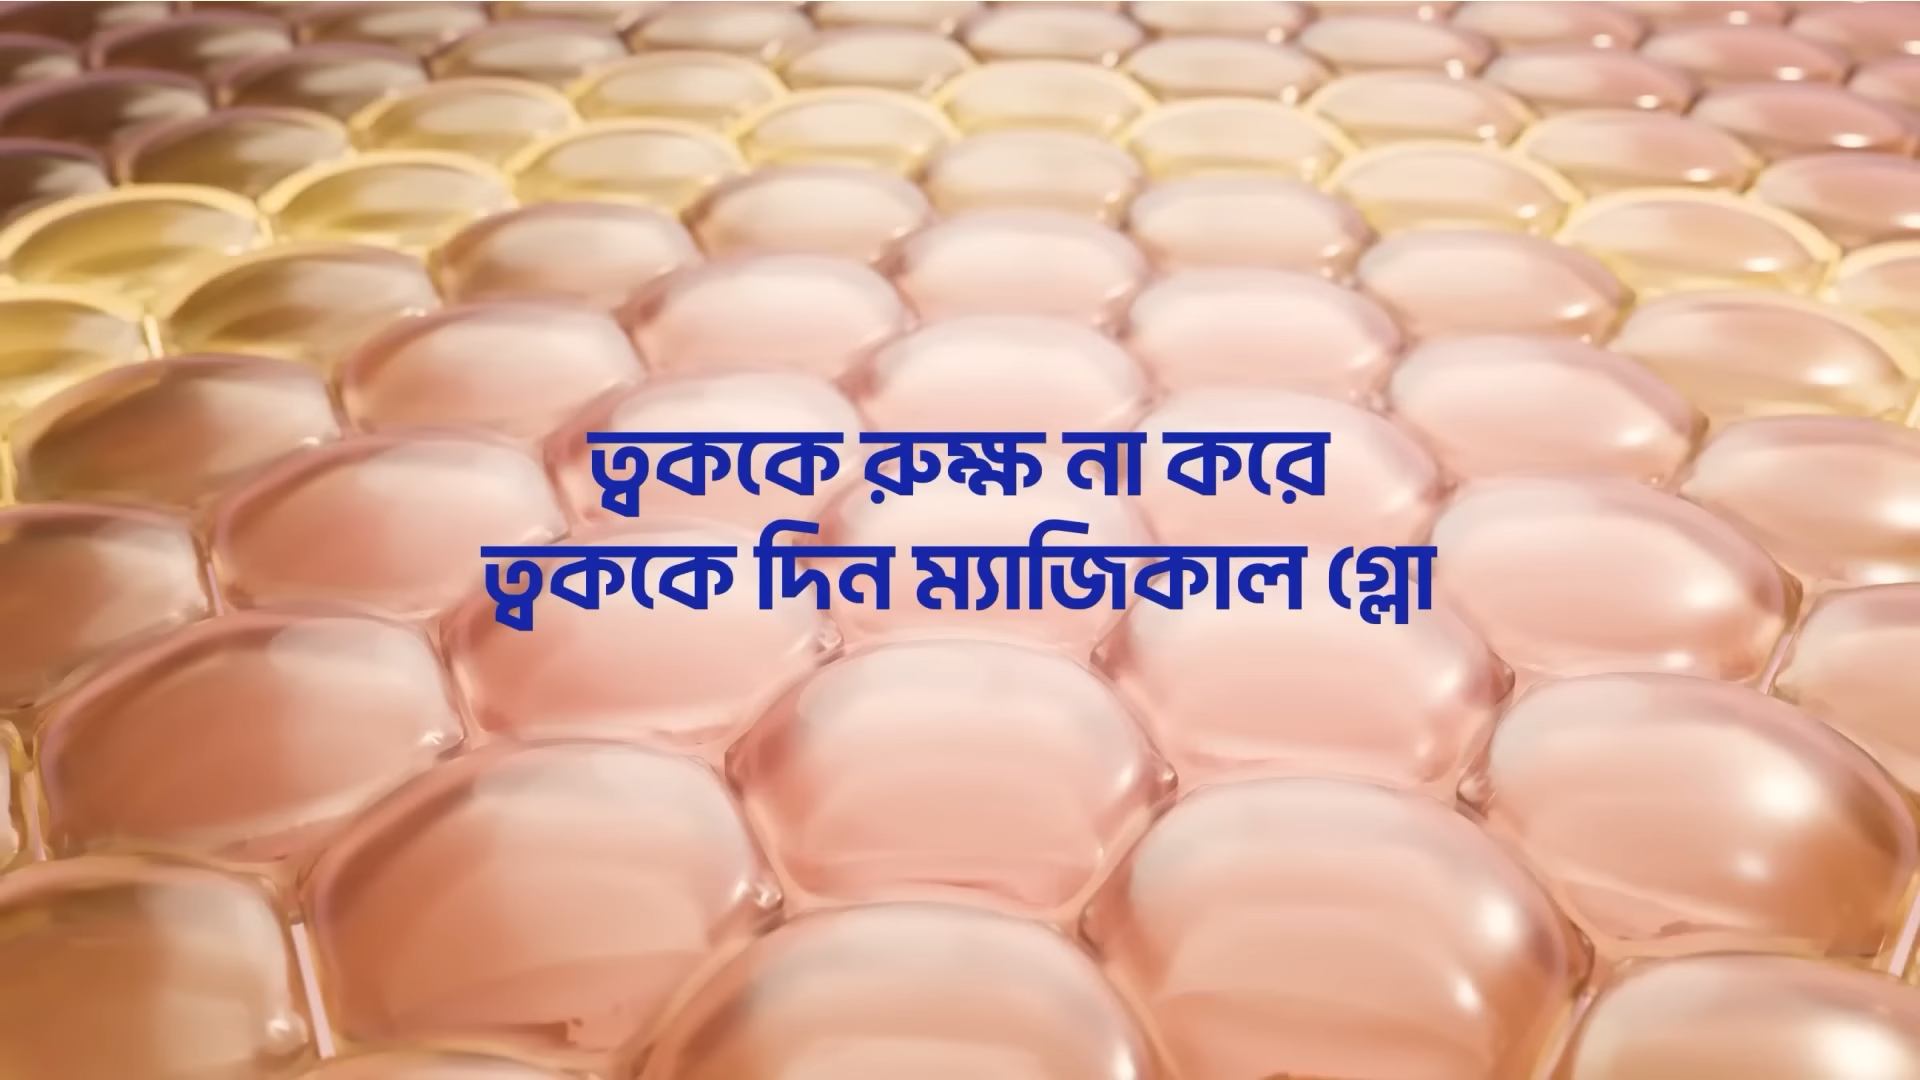 ত্বককে রুক্ষ না করে
ত্বককে দিন ম্যাজিকাল গ্লো